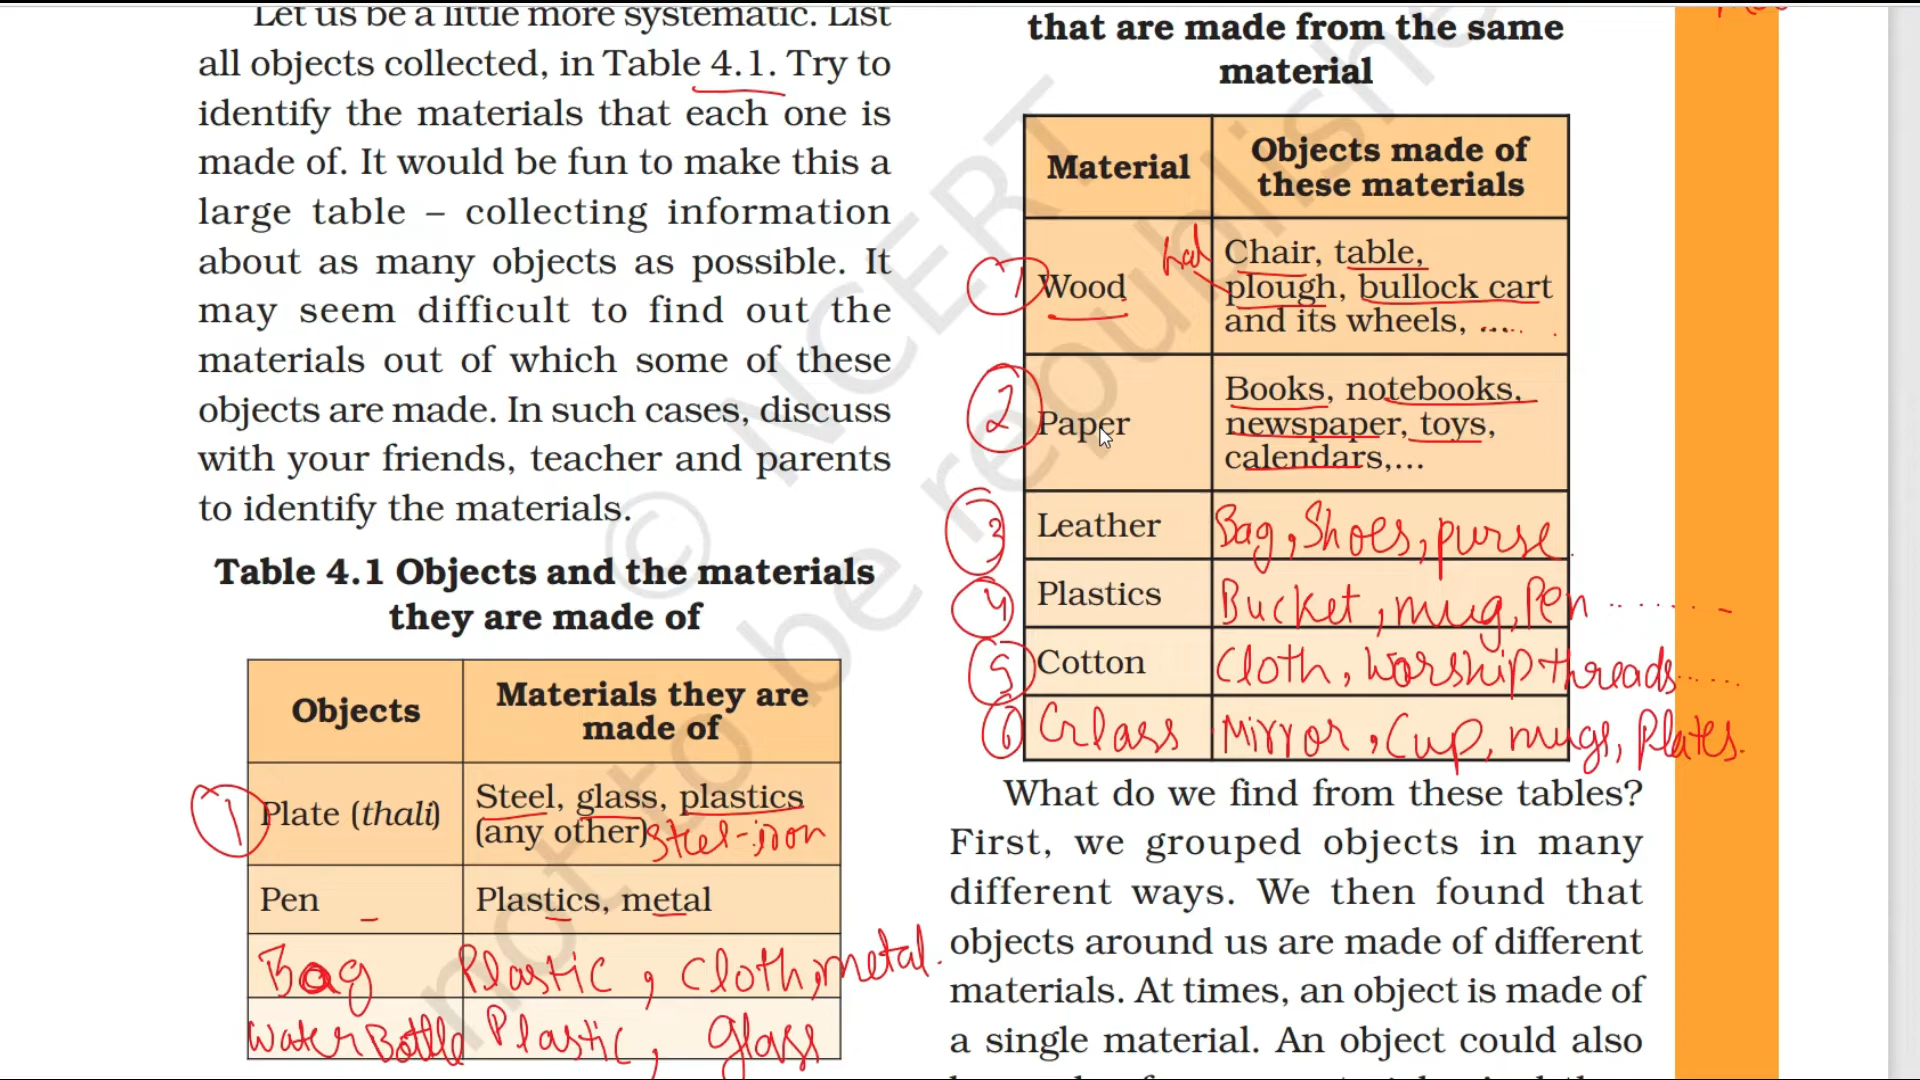 Let us be a little more systematic. List
all objects collected, in Table 4.1. Try to
identify the materials that each one is
made of. It would be fun to make this a
large table – collecting information
about as many objects as possible. It
may seem difficult to find out the
materials out of which some of these
objects are made. In such cases, discuss
with your friends, teacher and parents
to identify the materials.
Table 4.1 Objects and the materials
they are made of
Objects
Materials they are
made of
1 Plate (thali)
Steel, glass, plastics
(any other) Steel-iron
Pen
Plastics, metal
Bag
Plastic, Cloth, metal.
Water Bottle
Plastic, glass
that are made from the same
material
Material
Objects made of
these materials
1 Wood
Chair, table,
plough, bullock cart
and its wheels, ....
2 Paper
Books, notebooks,
newspaper, toys,
calendars,...
3 Leather
Bag, Shoes, purse
4 Plastics
Bucket, mug, Pen ........
5 Cotton
Cloth, Worship threads.....
6 Glass
Mirror, Cup, mugs, Plates.
What do we find from these tables?
First, we grouped objects in many
different ways. We then found that
objects around us are made of different
materials. At times, an object is made of
a single material. An object could also
© NCERT
not to be republishe